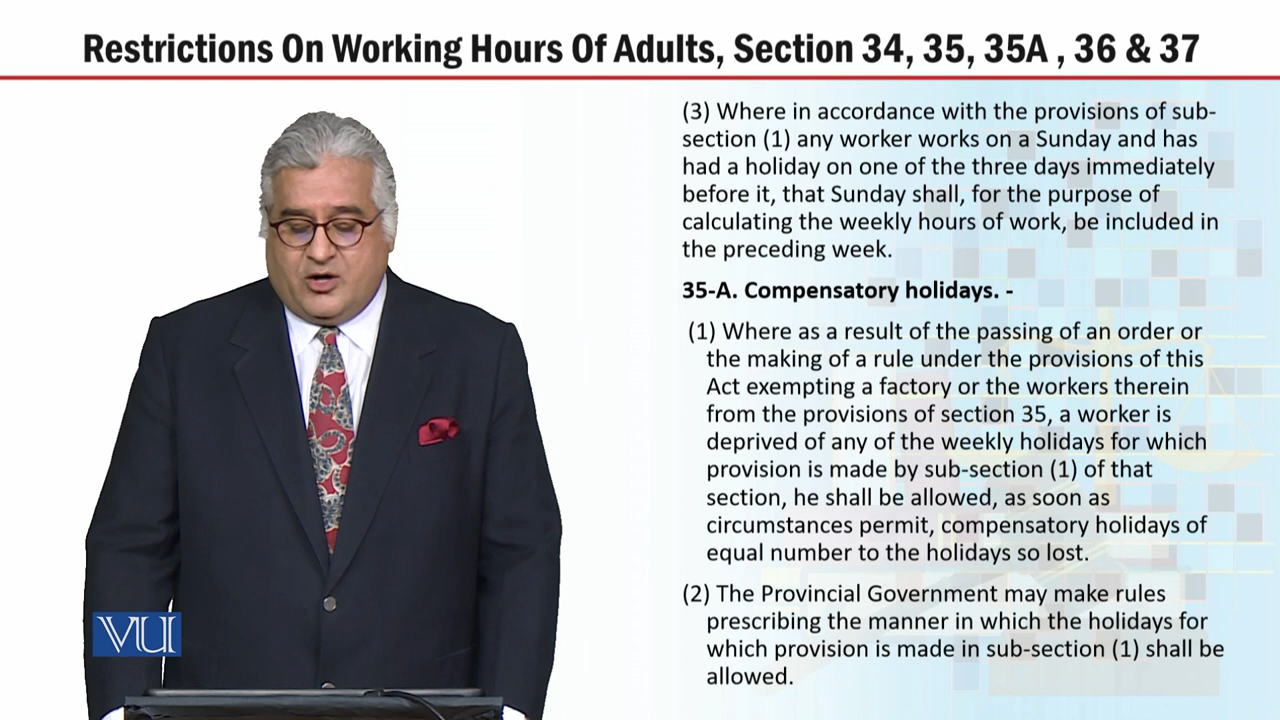 Restrictions On Working Hours Of Adults, Section 34, 35, 35A , 36 & 37
(3) Where in accordance with the provisions of sub-
section (1) any worker works on a Sunday and has
had a holiday on one of the three days immediately
before it, that Sunday shall, for the purpose of
calculating the weekly hours of work, be included in
the preceding week.
35-A. Compensatory holidays. -
(1) Where as a result of the passing of an order or
the making of a rule under the provisions of this
Act exempting a factory or the workers therein
from the provisions of section 35, a worker is
deprived of any of the weekly holidays for which
provision is made by sub-section (1) of that
section, he shall be allowed, as soon as
circumstances permit, compensatory holidays of
equal number to the holidays so lost.
(2) The Provincial Government may make rules
prescribing the manner in which the holidays for
which provision is made in sub-section (1) shall be
allowed.
VU